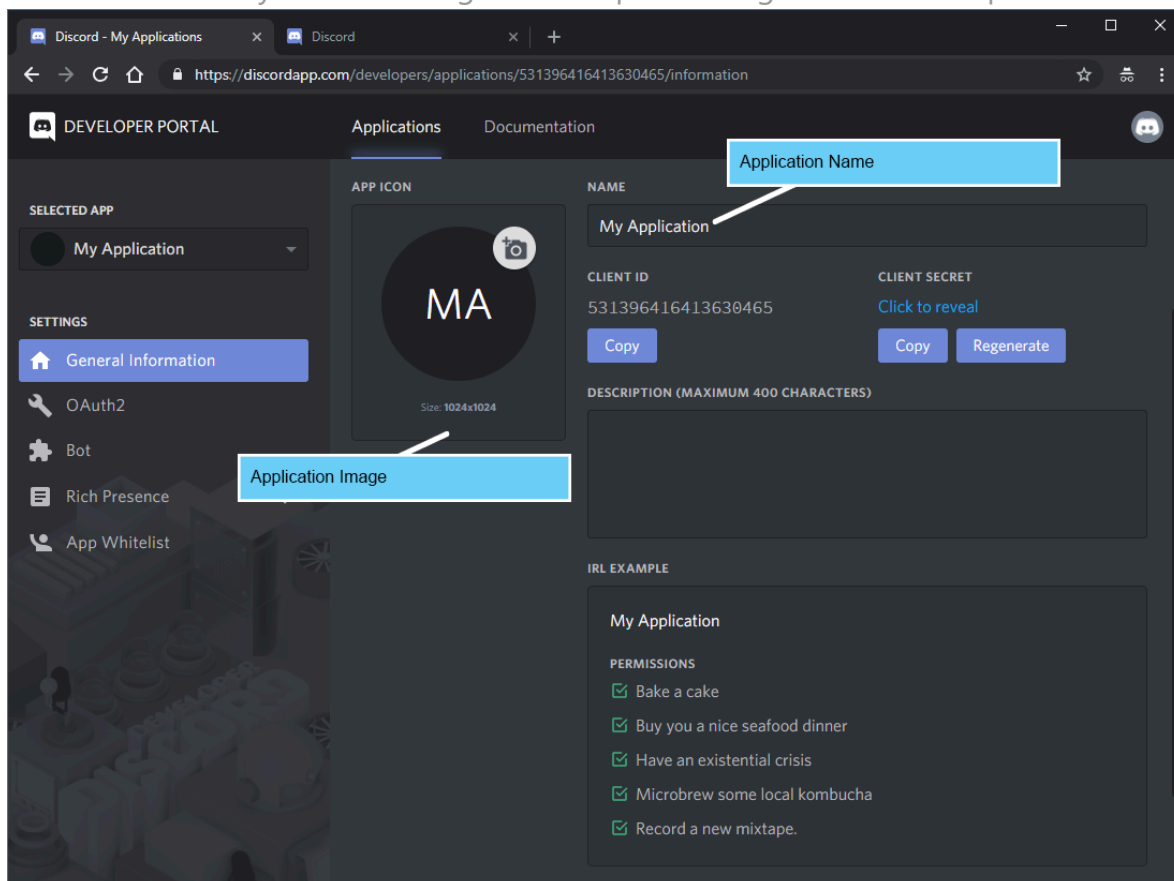 Discord - My Applications
Discord
https://discordapp.com/developers/applications/531396416413630465/information
DEVELOPER PORTAL
Applications
Documentation
Application Name
APP ICON
NAME
SELECTED APP
My Application
My Application
MA
CLIENT ID
CLIENT SECRET
531396416413630465
Click to reveal
SETTINGS
Copy
Copy
Regenerate
General Information
DESCRIPTION (MAXIMUM 400 CHARACTERS)
OAuth2
Size: 1024x1024
Bot
Application Image
Rich Presence
App Whitelist
IRL EXAMPLE
My Application
PERMISSIONS
Bake a cake
Buy you a nice seafood dinner
Have an existential crisis
Microbrew some local kombucha
Record a new mixtape.